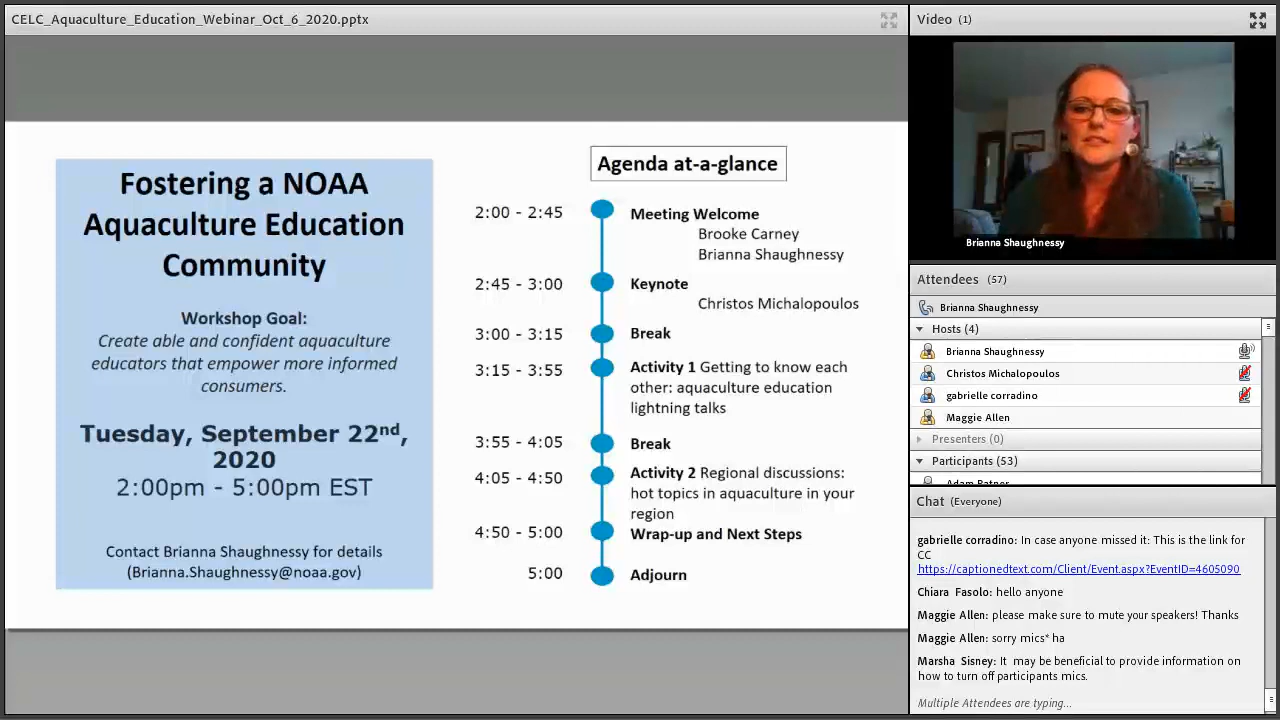 CELC_Aquaculture_Education_Webinar_Oct_6_2020.pptx
Fostering a NOAA
Aquaculture Education
Community
Workshop Goal:
Create able and confident aquaculture
educators that empower more informed
consumers.
Tuesday, September 22nd,
2020
2:00pm - 5:00pm EST
Contact Brianna Shaughnessy for details
(Brianna.Shaughnessy@noaa.gov)
Agenda at-a-glance
2:00 - 2:45 Meeting Welcome
Brooke Carney
Brianna Shaughnessy
2:45 - 3:00 Keynote
Christos Michalopoulos
3:00 - 3:15 Break
3:15 - 3:55 Activity 1 Getting to know each
other: aquaculture education
lightning talks
3:55 - 4:05 Break
4:05 - 4:50 Activity 2 Regional discussions:
hot topics in aquaculture in your
region
4:50 - 5:00 Wrap-up and Next Steps
5:00 Adjourn
Video (1)
Brianna Shaughnessy
Attendees (57)
Brianna Shaughnessy
Hosts (4)
Brianna Shaughnessy
Christos Michalopoulos
gabrielle corradino
Maggie Allen
Presenters (0)
Participants (53)
Chat (Everyone)
gabrielle corradino: In case anyone missed it: This is the link for
CC
https://captionedtext.com/Client/Event.aspx?EventID=4605090
Chiara Fasolo: hello anyone
Maggie Allen: please make sure to mute your speakers! Thanks
Maggie Allen: sorry mics* ha
Marsha Sisney: It may be beneficial to provide information on
how to turn off participants mics.
Multiple Attendees are typing...